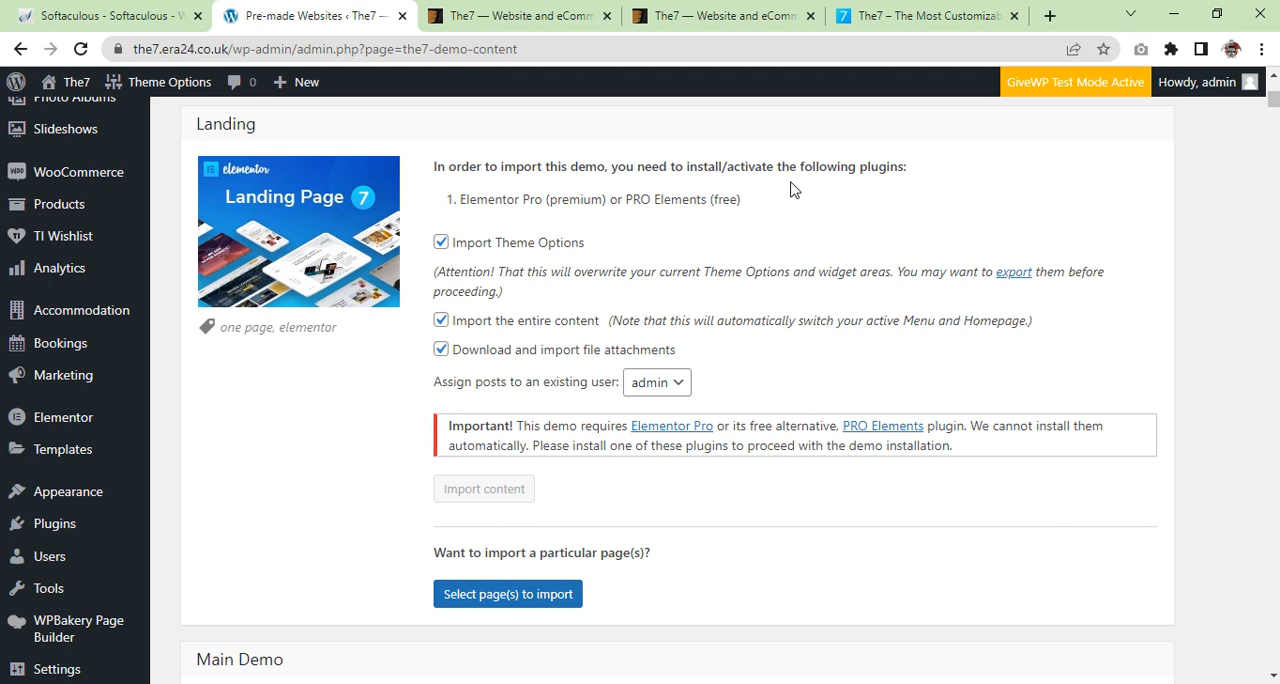 Softaculous - Softaculous - W
Pre-made Websites ‹ The7 —
The7 — Website and eComm
The7 — Website and eComm
The7 – The Most Customizab
the7.era24.co.uk/wp-admin/admin.php?page=the7-demo-content
The7
Theme Options
0
New
GiveWP Test Mode Active
Howdy, admin
Photo Albums
Slideshows
WooCommerce
Products
TI Wishlist
Analytics
Accommodation
Bookings
Marketing
Elementor
Templates
Appearance
Plugins
Users
Tools
WPBakery Page
Builder
Settings
Landing
elementor
Landing Page 7
one page, elementor
In order to import this demo, you need to install/activate the following plugins:
1. Elementor Pro (premium) or PRO Elements (free)
Import Theme Options
(Attention! That this will overwrite your current Theme Options and widget areas. You may want to export them before
proceeding.)
Import the entire content (Note that this will automatically switch your active Menu and Homepage.)
Download and import file attachments
Assign posts to an existing user: admin
Important! This demo requires Elementor Pro or its free alternative, PRO Elements plugin. We cannot install them
automatically. Please install one of these plugins to proceed with the demo installation.
Import content
Want to import a particular page(s)?
Select page(s) to import
Main Demo